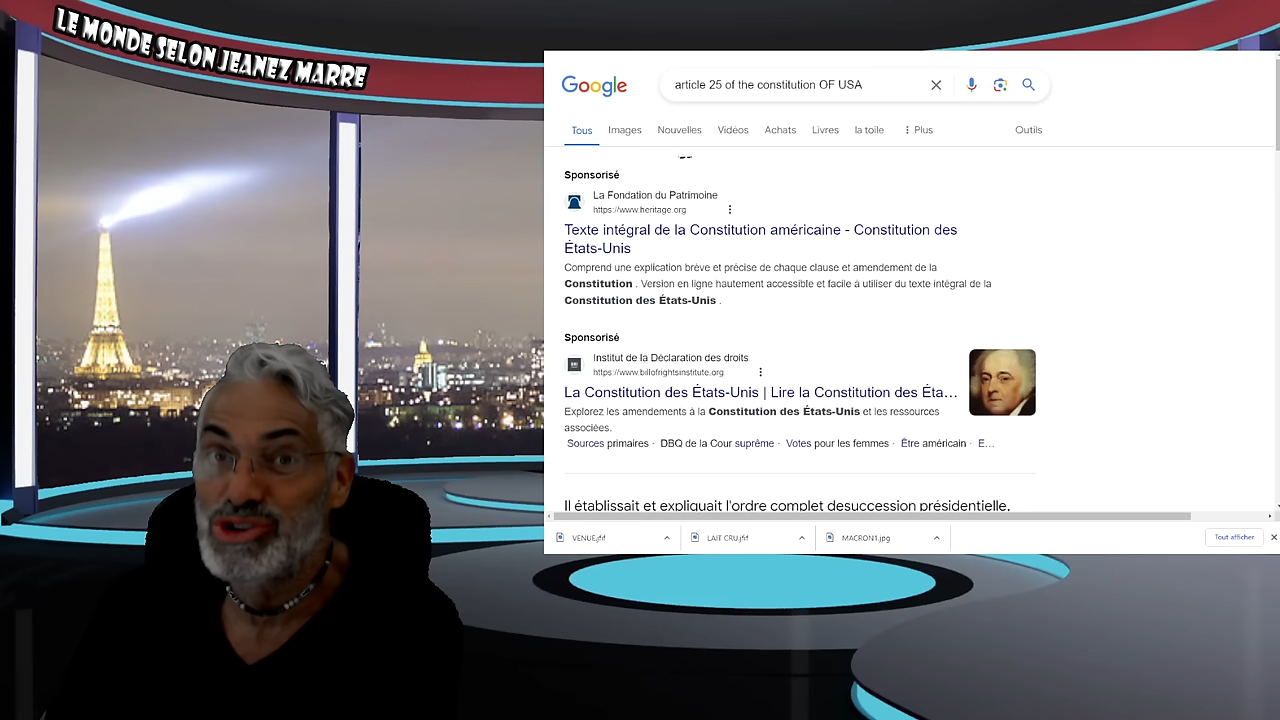 LE MONDE SELON JEANEZ MARRE
Google
article 25 of the constitution OF USA
Tous Images Nouvelles Vidéos Achats Livres la toile Plus Outils
Sponsorisé
La Fondation du Patrimoine
https://www.heritage.org
Texte intégral de la Constitution américaine - Constitution des
États-Unis
Comprend une explication brève et précise de chaque clause et amendement de la
Constitution . Version en ligne hautement accessible et facile à utiliser du texte intégral de la
Constitution des États-Unis .
Sponsorisé
Institut de la Déclaration des droits
https://www.billofrightsinstitute.org
La Constitution des États-Unis | Lire la Constitution des Éta…
Explorez les amendements à la Constitution des États-Unis et les ressources
associées.
Sources primaires · DBQ de la Cour suprême · Votes pour les femmes · Être américain · E…
Il établissait et expliquait l'ordre complet desuccession présidentielle.
VENUE.jfif LAIT CRU.jfif MACRON1.jpg Tout afficher